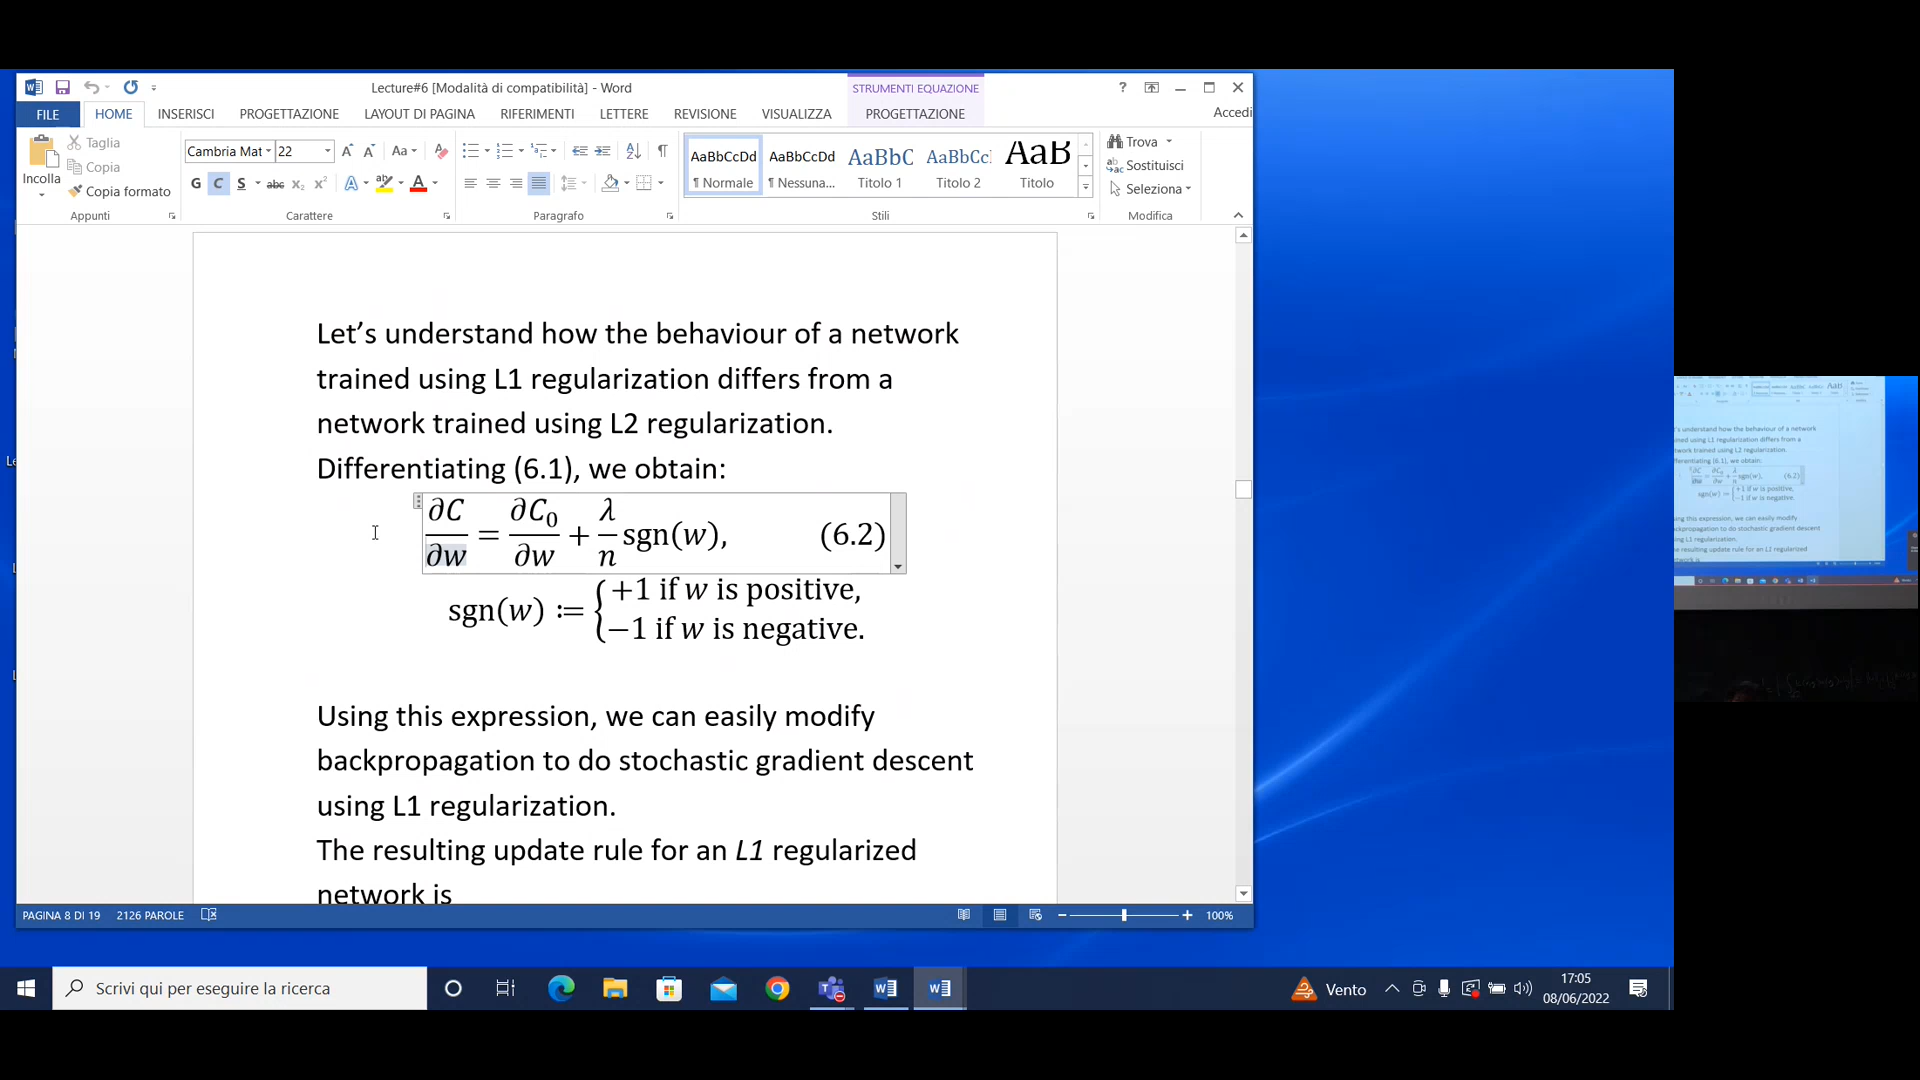 Lecture#6 [Modalità di compatibilità] - Word
STRUMENTI EQUAZIONE
?
FILE
HOME
INSERISCI
PROGETTAZIONE
LAYOUT DI PAGINA
RIFERIMENTI
LETTERE
REVISIONE
VISUALIZZA
PROGETTAZIONE
Accedi
Incolla
Taglia
Copia
Copia formato
Appunti
Cambria Mat
22
G C S abc x₂ x²
Carattere
Paragrafo
AaBbCcDd
¶ Normale
AaBbCcDd
¶ Nessuna...
AaBbC
Titolo 1
AaBbCc
Titolo 2
AaB
Titolo
Stili
Trova
Sostituisci
Seleziona
Modifica
Let’s understand how the behaviour of a network
trained using L1 regularization differs from a
network trained using L2 regularization.
Differentiating (6.1), we obtain:
∂C/∂w = ∂C₀/∂w + λ/n sgn(w), (6.2)
sgn(w) ≔ { +1 if w is positive,
−1 if w is negative.
Using this expression, we can easily modify
backpropagation to do stochastic gradient descent
using L1 regularization.
The resulting update rule for an L1 regularized
network is
PAGINA 8 DI 19
2126 PAROLE
100%
Scrivi qui per eseguire la ricerca
Vento
17:05
08/06/2022